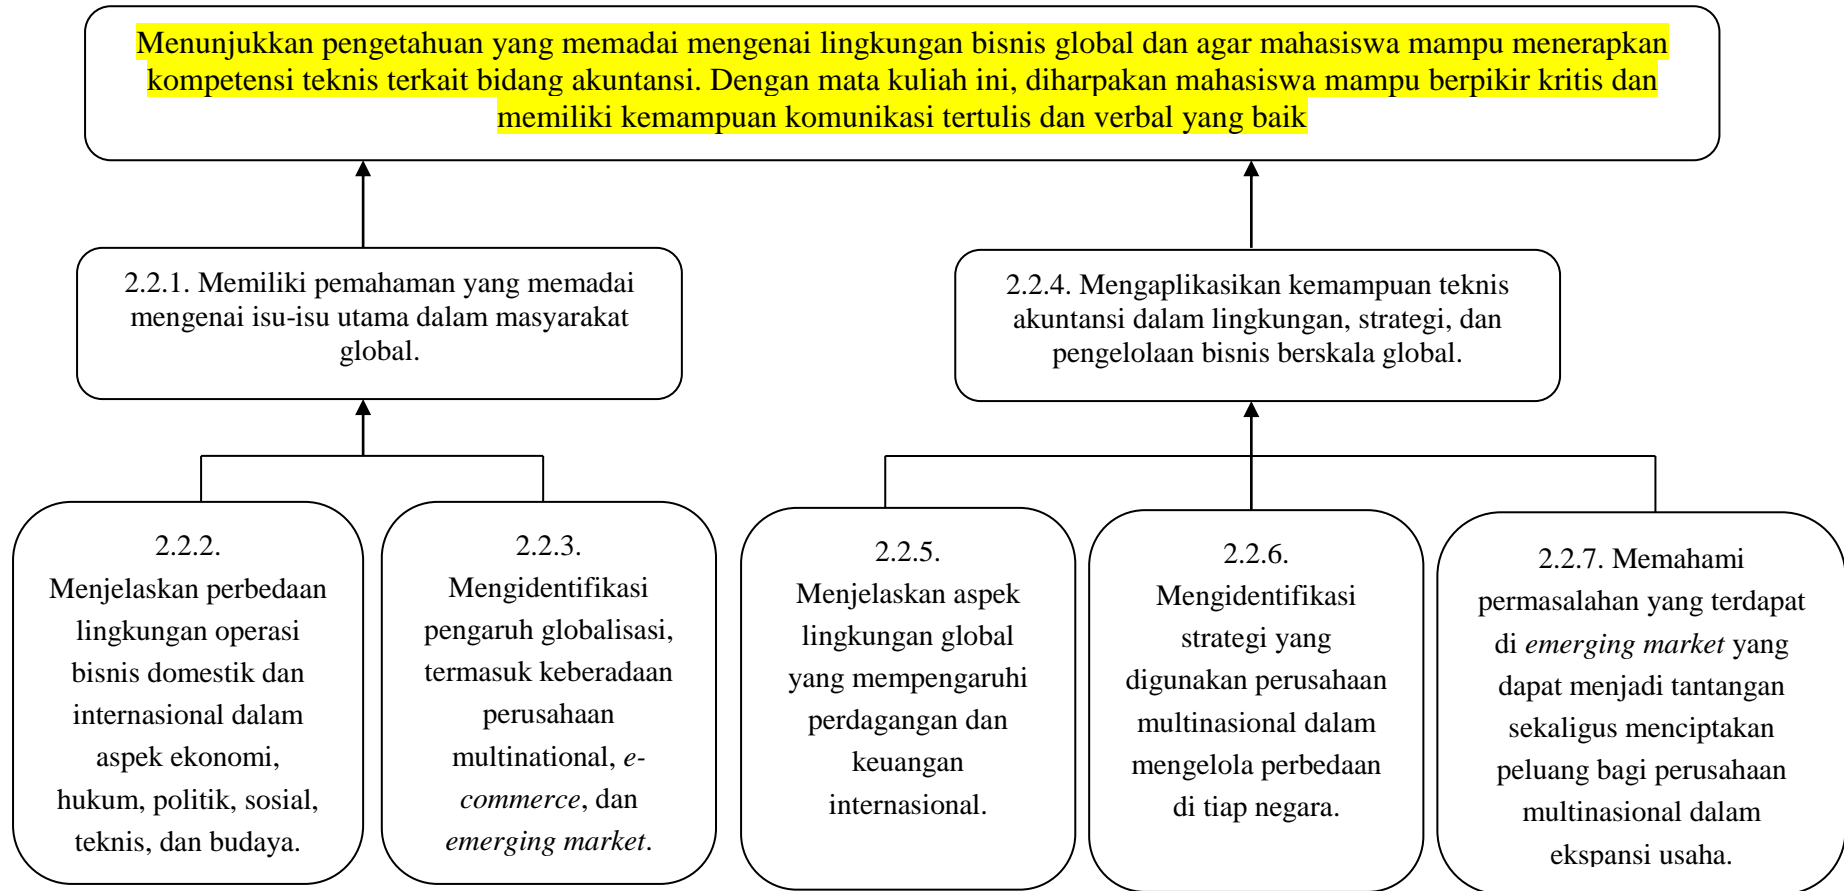 Menunjukkan pengetahuan yang memadai mengenai lingkungan bisnis global dan agar mahasiswa mampu menerapkan
kompetensi teknis terkait bidang akuntansi. Dengan mata kuliah ini, diharpakan mahasiswa mampu berpikir kritis dan
memiliki kemampuan komunikasi tertulis dan verbal yang baik
2.2.1. Memiliki pemahaman yang memadai
mengenai isu-isu utama dalam masyarakat
global.
2.2.4. Mengaplikasikan kemampuan teknis
akuntansi dalam lingkungan, strategi, dan
pengelolaan bisnis berskala global.
2.2.2.
Menjelaskan perbedaan
lingkungan operasi
bisnis domestik dan
internasional dalam
aspek ekonomi,
hukum, politik, sosial,
teknis, dan budaya.
2.2.3.
Mengidentifikasi
pengaruh globalisasi,
termasuk keberadaan
perusahaan
multinational, e-
commerce, dan
emerging market.
2.2.5.
Menjelaskan aspek
lingkungan global
yang mempengaruhi
perdagangan dan
keuangan
internasional.
2.2.6.
Mengidentifikasi
strategi yang
digunakan perusahaan
multinasional dalam
mengelola perbedaan
di tiap negara.
2.2.7. Memahami
permasalahan yang terdapat
di emerging market yang
dapat menjadi tantangan
sekaligus menciptakan
peluang bagi perusahaan
multinasional dalam
ekspansi usaha.